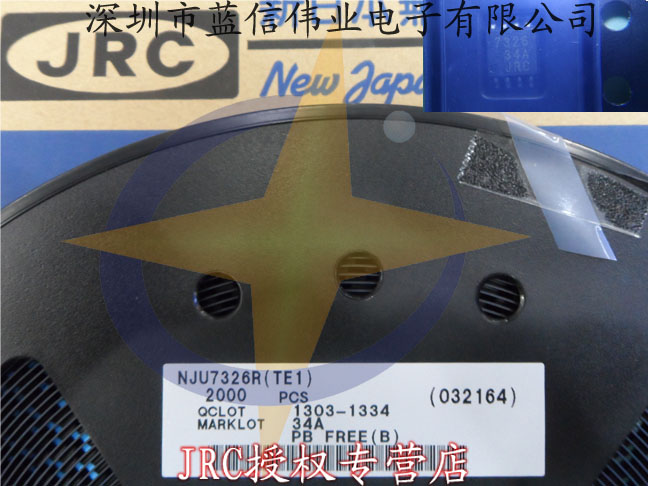 深圳市蓝信伟业电子有限公司
JRC
New Japa
7326
34A
JRC
NJU7326R(TE1)
2000 PCS
(032164)
QCLOT 1303-1334
MARKLOT 34A
PB FREE(B)
JRC授权专营店